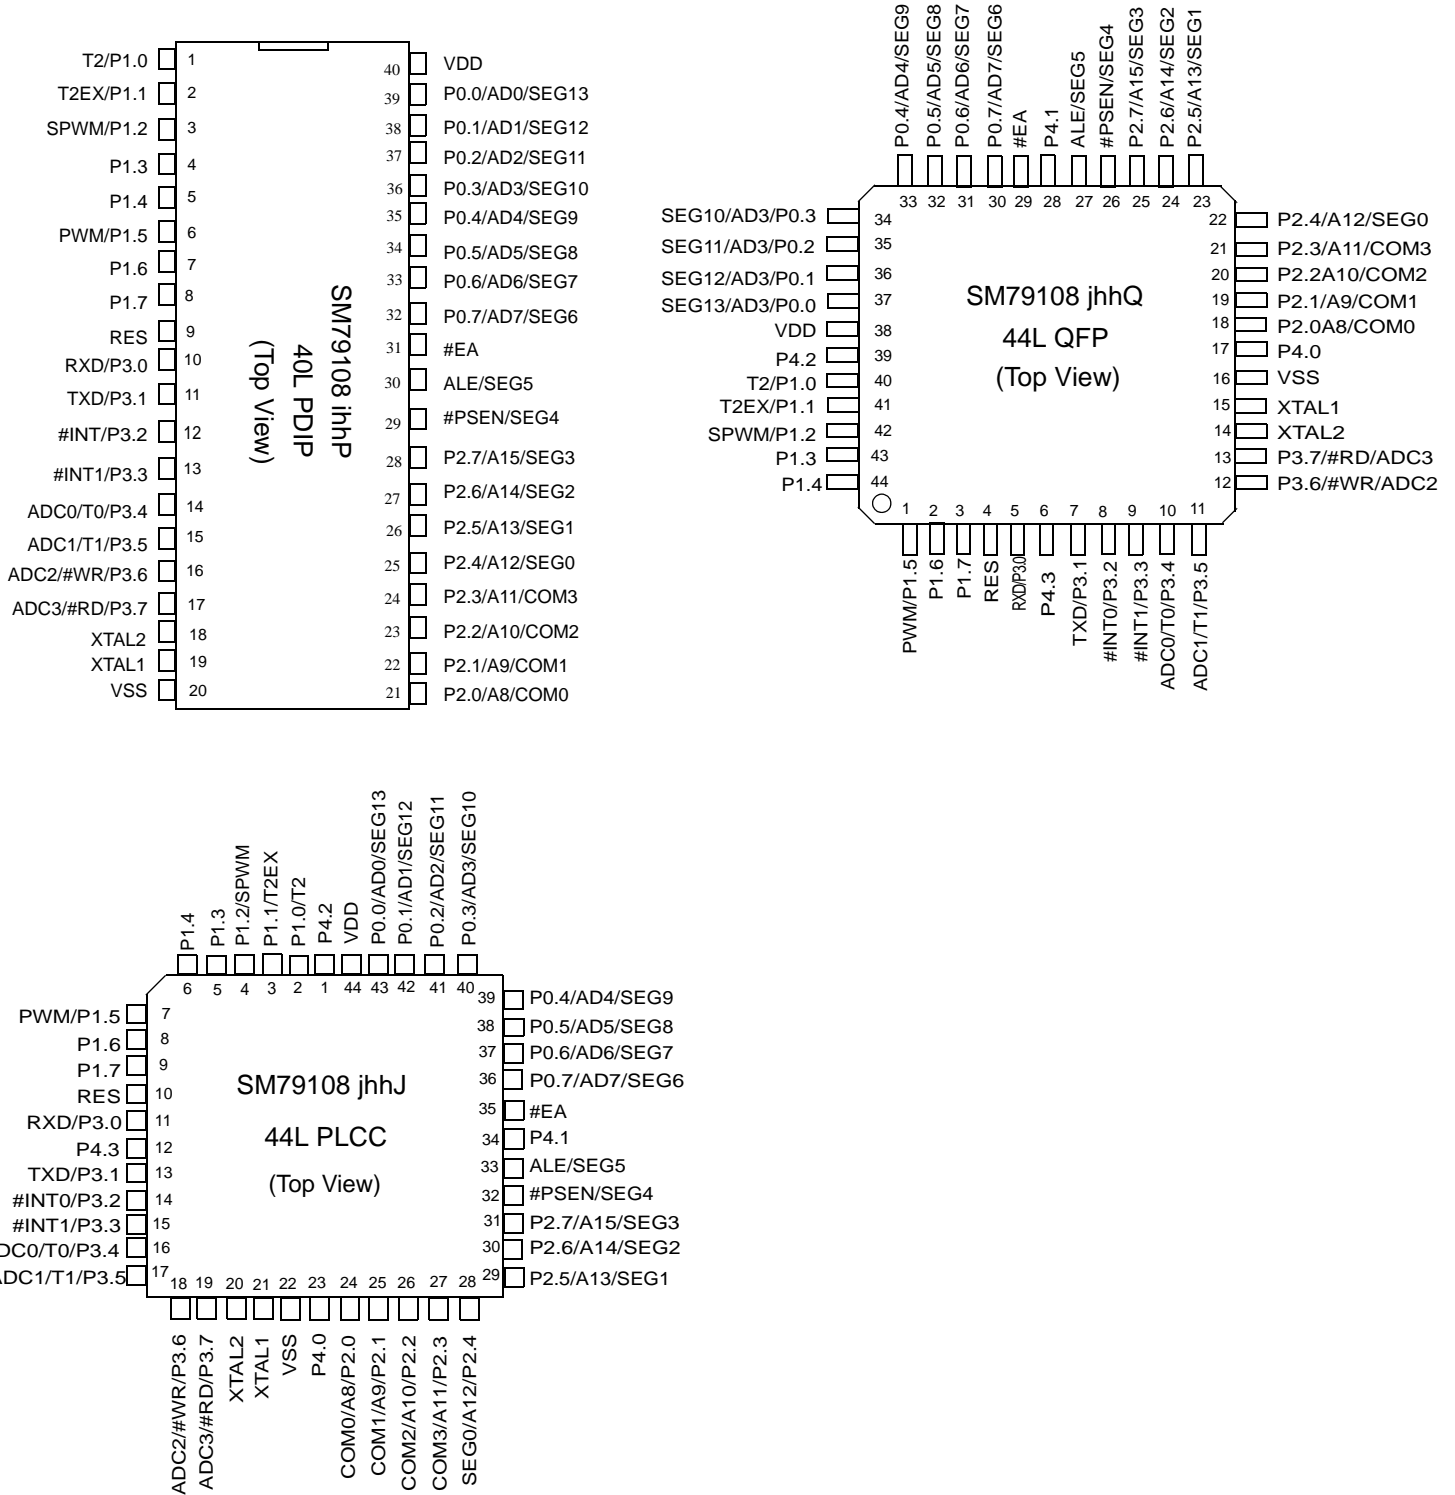 T2/P1.0 1
T2EX/P1.1 2
SPWM/P1.2 3
P1.3 4
P1.4 5
PWM/P1.5 6
P1.6 7
P1.7 8
RES 9
RXD/P3.0 10
TXD/P3.1 11
#INT/P3.2 12
#INT1/P3.3 13
ADC0/T0/P3.4 14
ADC1/T1/P3.5 15
ADC2/#WR/P3.6 16
ADC3/#RD/P3.7 17
XTAL2 18
XTAL1 19
VSS 20
SM79108 ihhP
40L PDIP
(Top View)
40 VDD
39 P0.0/AD0/SEG13
38 P0.1/AD1/SEG12
37 P0.2/AD2/SEG11
36 P0.3/AD3/SEG10
35 P0.4/AD4/SEG9
34 P0.5/AD5/SEG8
33 P0.6/AD6/SEG7
32 P0.7/AD7/SEG6
31 #EA
30 ALE/SEG5
29 #PSEN/SEG4
28 P2.7/A15/SEG3
27 P2.6/A14/SEG2
26 P2.5/A13/SEG1
25 P2.4/A12/SEG0
24 P2.3/A11/COM3
23 P2.2/A10/COM2
22 P2.1/A9/COM1
21 P2.0/A8/COM0
P0.4/AD4/SEG9 33
P0.5/AD5/SEG8 32
P0.6/AD6/SEG7 31
P0.7/AD7/SEG6 30
#EA 29
P4.1 28
ALE/SEG5 27
#PSEN/SEG4 26
P2.7/A15/SEG3 25
P2.6/A14/SEG2 24
P2.5/A13/SEG1 23
SEG10/AD3/P0.3 34
SEG11/AD3/P0.2 35
SEG12/AD3/P0.1 36
SEG13/AD3/P0.0 37
VDD 38
P4.2 39
T2/P1.0 40
T2EX/P1.1 41
SPWM/P1.2 42
P1.3 43
P1.4 44
SM79108 jhhQ
44L QFP
(Top View)
22 P2.4/A12/SEG0
21 P2.3/A11/COM3
20 P2.2A10/COM2
19 P2.1/A9/COM1
18 P2.0A8/COM0
17 P4.0
16 VSS
15 XTAL1
14 XTAL2
13 P3.7/#RD/ADC3
12 P3.6/#WR/ADC2
1 PWM/P1.5
2 P1.6
3 P1.7
4 RES
5 RXD/P3.0
6 P4.3
7 TXD/P3.1
8 #INT0/P3.2
9 #INT1/P3.3
10 ADC0/T0/P3.4
11 ADC1/T1/P3.5
P1.4 6
P1.3 5
P1.2/SPWM 4
P1.1/T2EX 3
P1.0/T2 2
P4.2 1
VDD 44
P0.0/AD0/SEG13 43
P0.1/AD1/SEG12 42
P0.2/AD2/SEG11 41
P0.3/AD3/SEG10 40
PWM/P1.5 7
P1.6 8
P1.7 9
RES 10
RXD/P3.0 11
P4.3 12
TXD/P3.1 13
#INT0/P3.2 14
#INT1/P3.3 15
DC0/T0/P3.4 16
ADC1/T1/P3.5 17
SM79108 jhhJ
44L PLCC
(Top View)
39 P0.4/AD4/SEG9
38 P0.5/AD5/SEG8
37 P0.6/AD6/SEG7
36 P0.7/AD7/SEG6
35 #EA
34 P4.1
33 ALE/SEG5
32 #PSEN/SEG4
31 P2.7/A15/SEG3
30 P2.6/A14/SEG2
29 P2.5/A13/SEG1
18 ADC2/#WR/P3.6
19 ADC3/#RD/P3.7
20 XTAL2
21 XTAL1
22 VSS
23 P4.0
24 COM0/A8/P2.0
25 COM1/A9/P2.1
26 COM2/A10/P2.2
27 COM3/A11/P2.3
28 SEG0/A12/P2.4